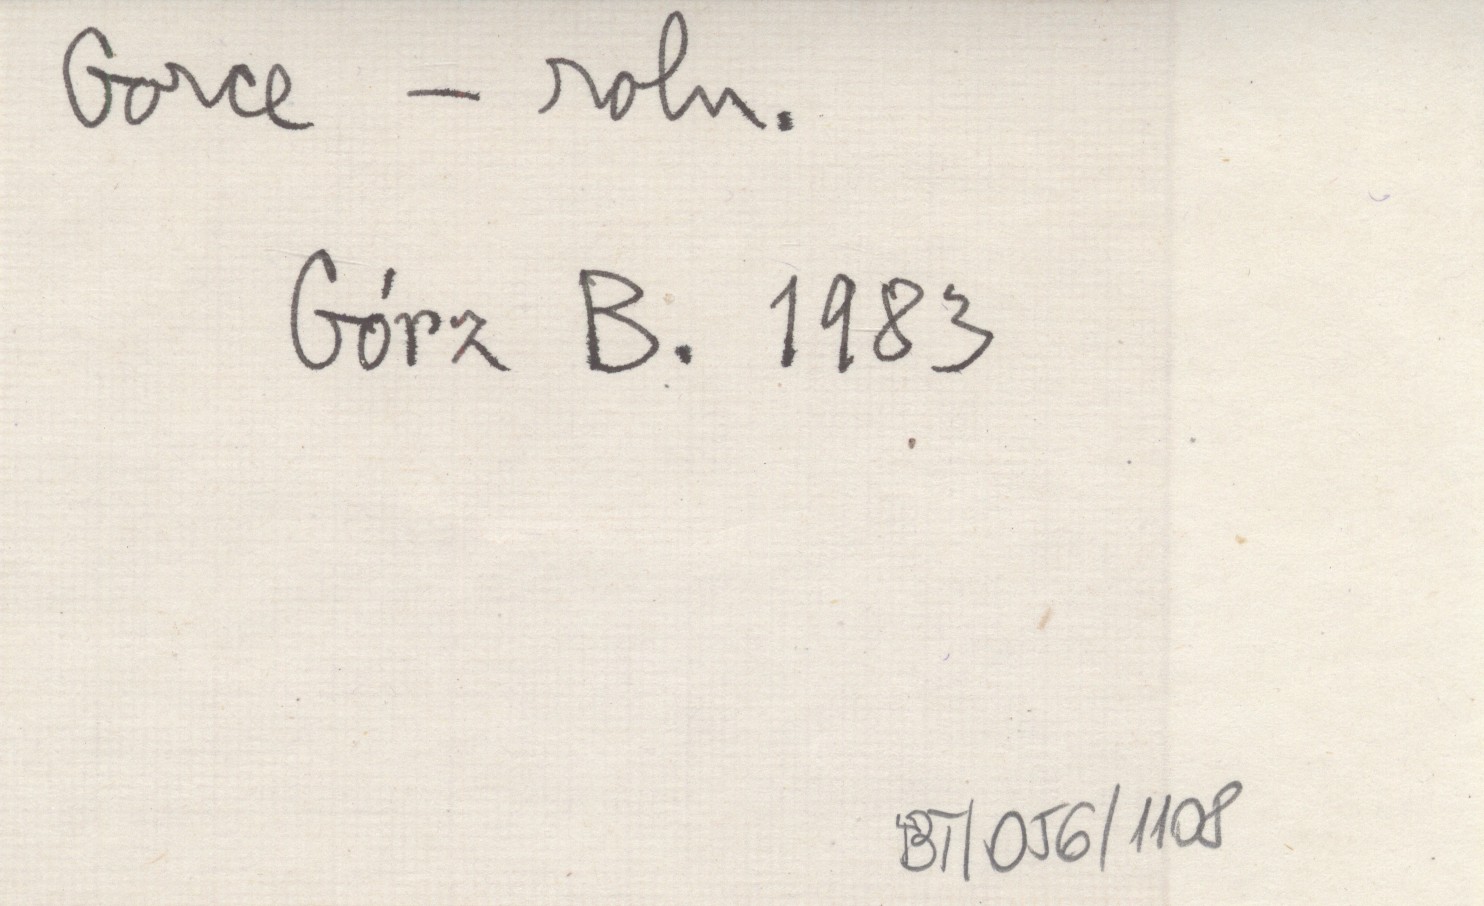 Gorce – roln.
Górz B. 1983
BT/056/1108